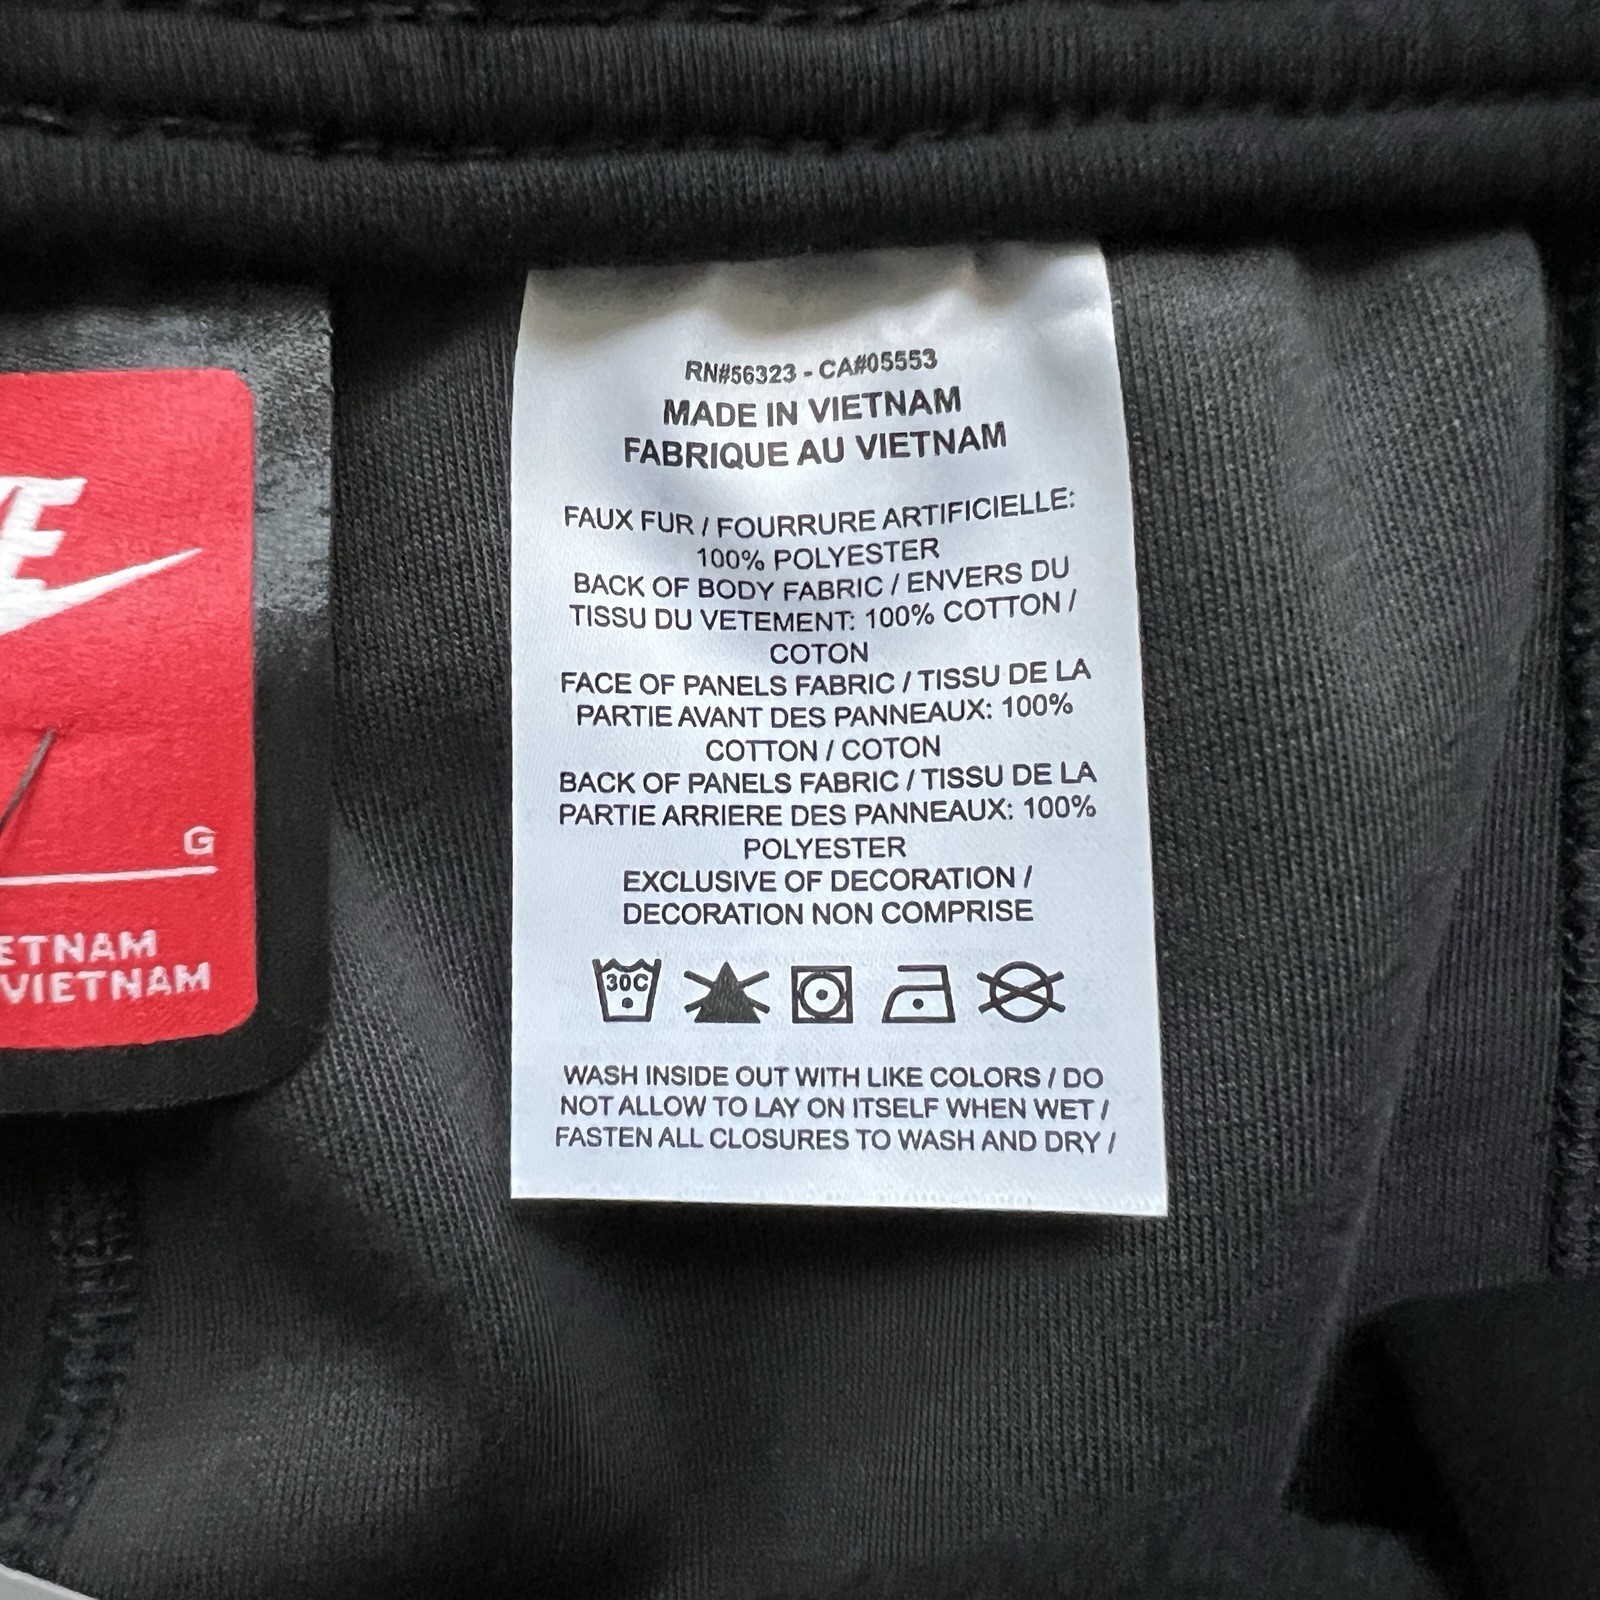 RN#56323 - CA#05553
MADE IN VIETNAM
FABRIQUE AU VIETNAM
FAUX FUR / FOURRURE ARTIFICIELLE:
100% POLYESTER
BACK OF BODY FABRIC / ENVERS DU
TISSU DU VETEMENT: 100% COTTON /
COTON
FACE OF PANELS FABRIC / TISSU DE LA
PARTIE AVANT DES PANNEAUX: 100%
COTTON / COTON
BACK OF PANELS FABRIC / TISSU DE LA
PARTIE ARRIERE DES PANNEAUX: 100%
POLYESTER
EXCLUSIVE OF DECORATION /
DECORATION NON COMPRISE
30C
WASH INSIDE OUT WITH LIKE COLORS / DO
NOT ALLOW TO LAY ON ITSELF WHEN WET /
FASTEN ALL CLOSURES TO WASH AND DRY /
G
VIETNAM